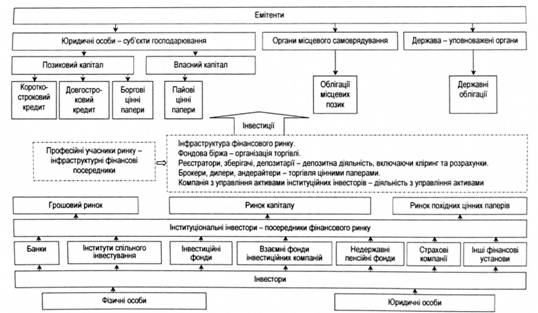 Емітенти
Юридичні особи – суб'єкти господарювання
Органи місцевого самоврядування
Держава – уповноважені органи
Позиковий капітал
Власний капітал
Коротко-
строковий
кредит
Довгостро-
ковий
кредит
Боргові
цінні
папери
Пайові
цінні
папери
Облігації
місцевих
позик
Державні
облігації
Інвестиції
Професійні учасники ринку –
інфраструктурні фінансові
посередники
Інфраструктура фінансового ринку.
Фондова біржа – організація торгівлі.
Реєстратори, зберігачі, депозитарії – депозитна діяльність, включаючи кліринг та розрахунки.
Брокери, дилери, андерайтери – торгівля цінними паперами.
Компанія з управління активами інституційних інвесторів – діяльність з управління активами
Грошовий ринок
Ринок капіталу
Ринок похідних цінних паперів
Інституціональні інвестори – посередники фінансового ринку
Банки
Інститути спільного
інвестування
Інвестиційні
фонди
Взаємні фонди
інвестиційних компаній
Недержавні
пенсійні фонди
Страхові
компанії
Інші фінансові
установи
Інвестори
Фізичні особи
Юридичні особи